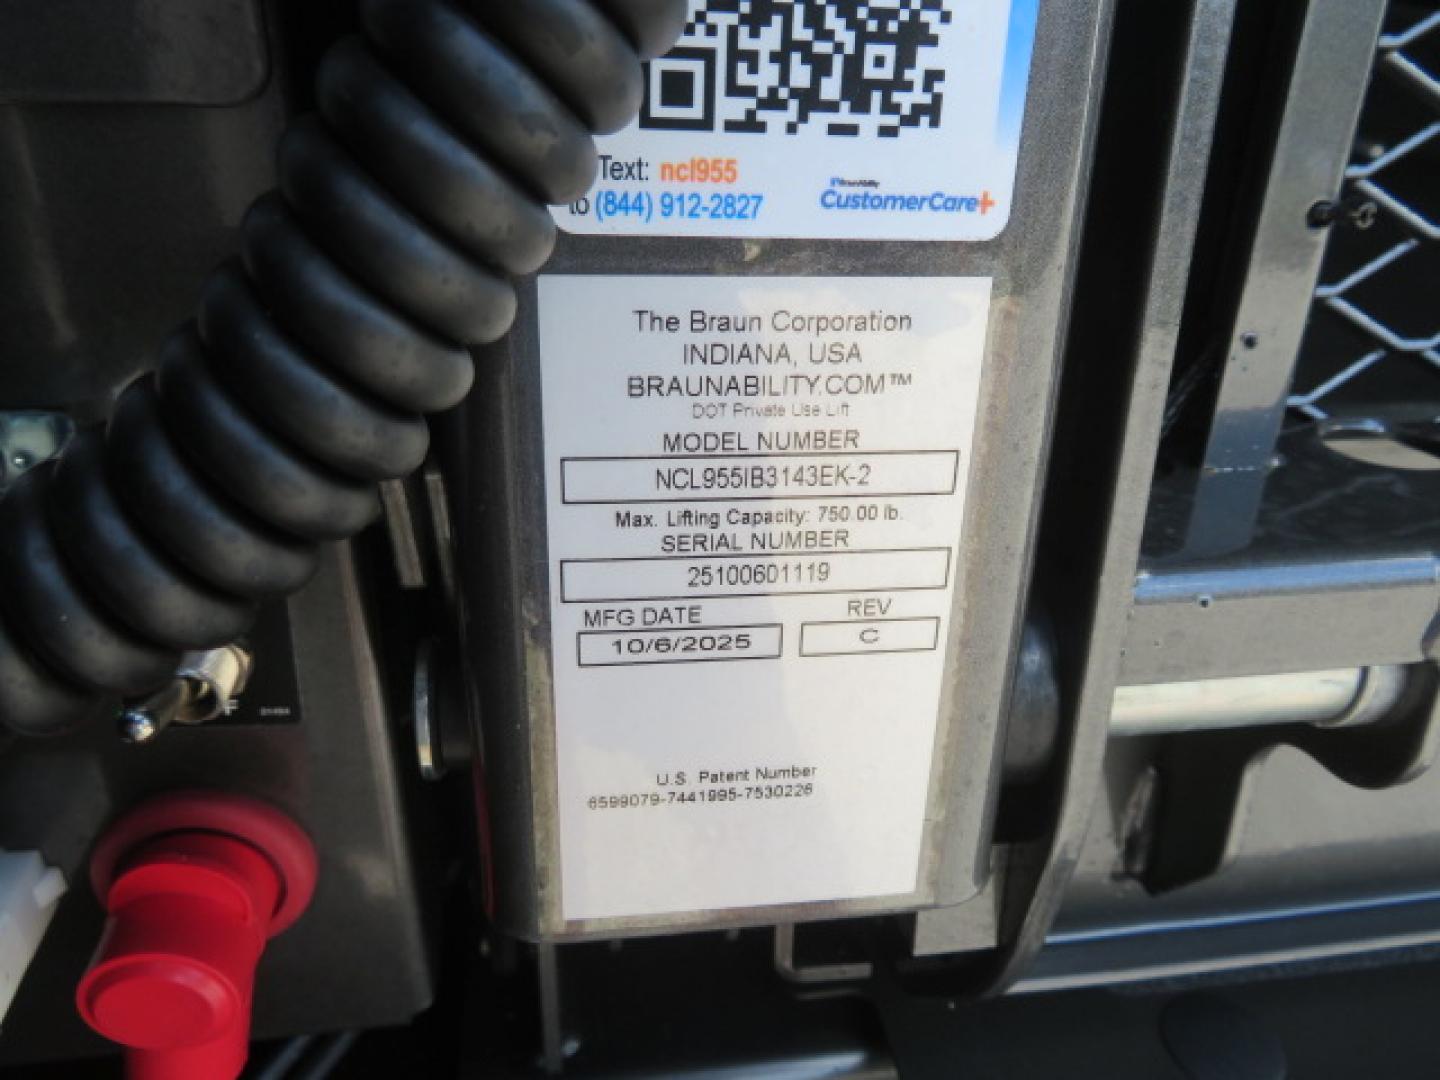 Text: ncl955
to (844) 912-2827
BraunAbility
CustomerCare+
The Braun Corporation
INDIANA, USA
BRAUNABILITY.COM™
DOT Private Use Lift
MODEL NUMBER
NCL955IB3143EK-2
Max. Lifting Capacity: 750.00 lb.
SERIAL NUMBER
25100601119
MFG DATE REV
10/6/2025 C
U.S. Patent Number
6599079-7441995-7530226
F